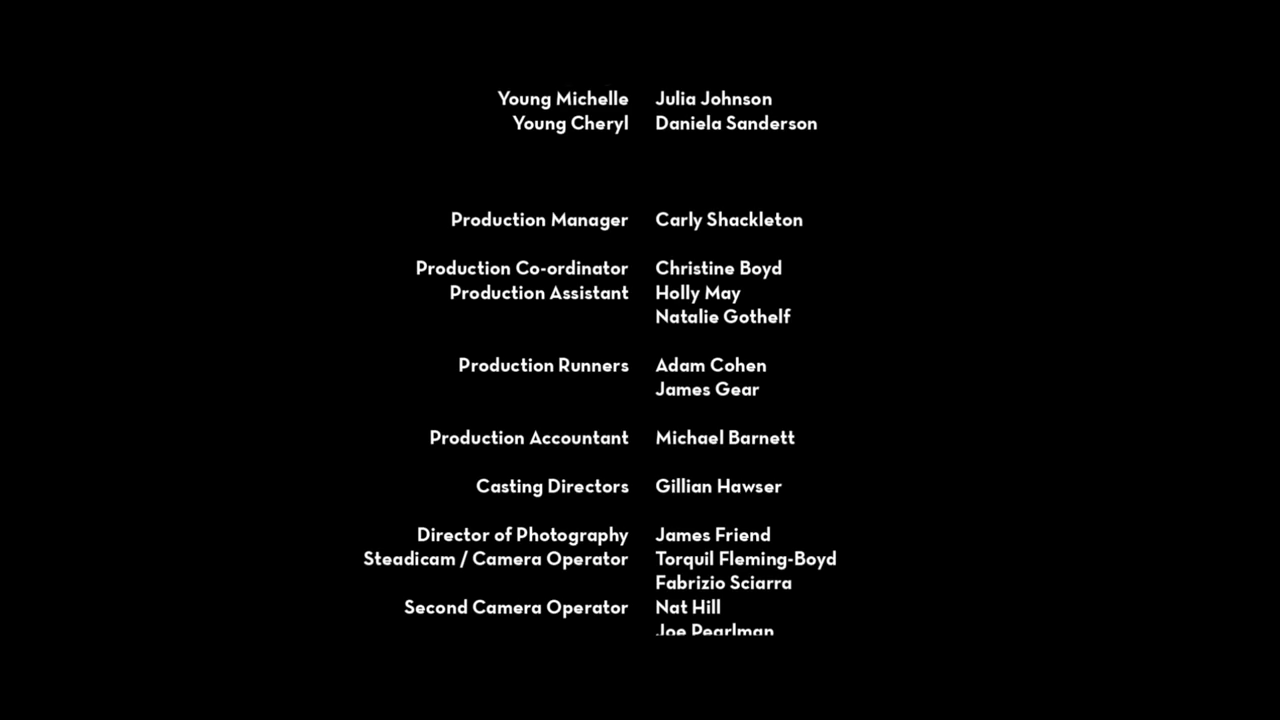 Young Michelle Julia Johnson
Young Cheryl Daniela Sanderson
Production Manager Carly Shackleton
Production Co-ordinator Christine Boyd
Production Assistant Holly May
Natalie Gothelf
Production Runners Adam Cohen
James Gear
Production Accountant Michael Barnett
Casting Directors Gillian Hawser
Director of Photography James Friend
Steadicam / Camera Operator Torquil Fleming-Boyd
Fabrizio Sciarra
Second Camera Operator Nat Hill
Joe Pearlman